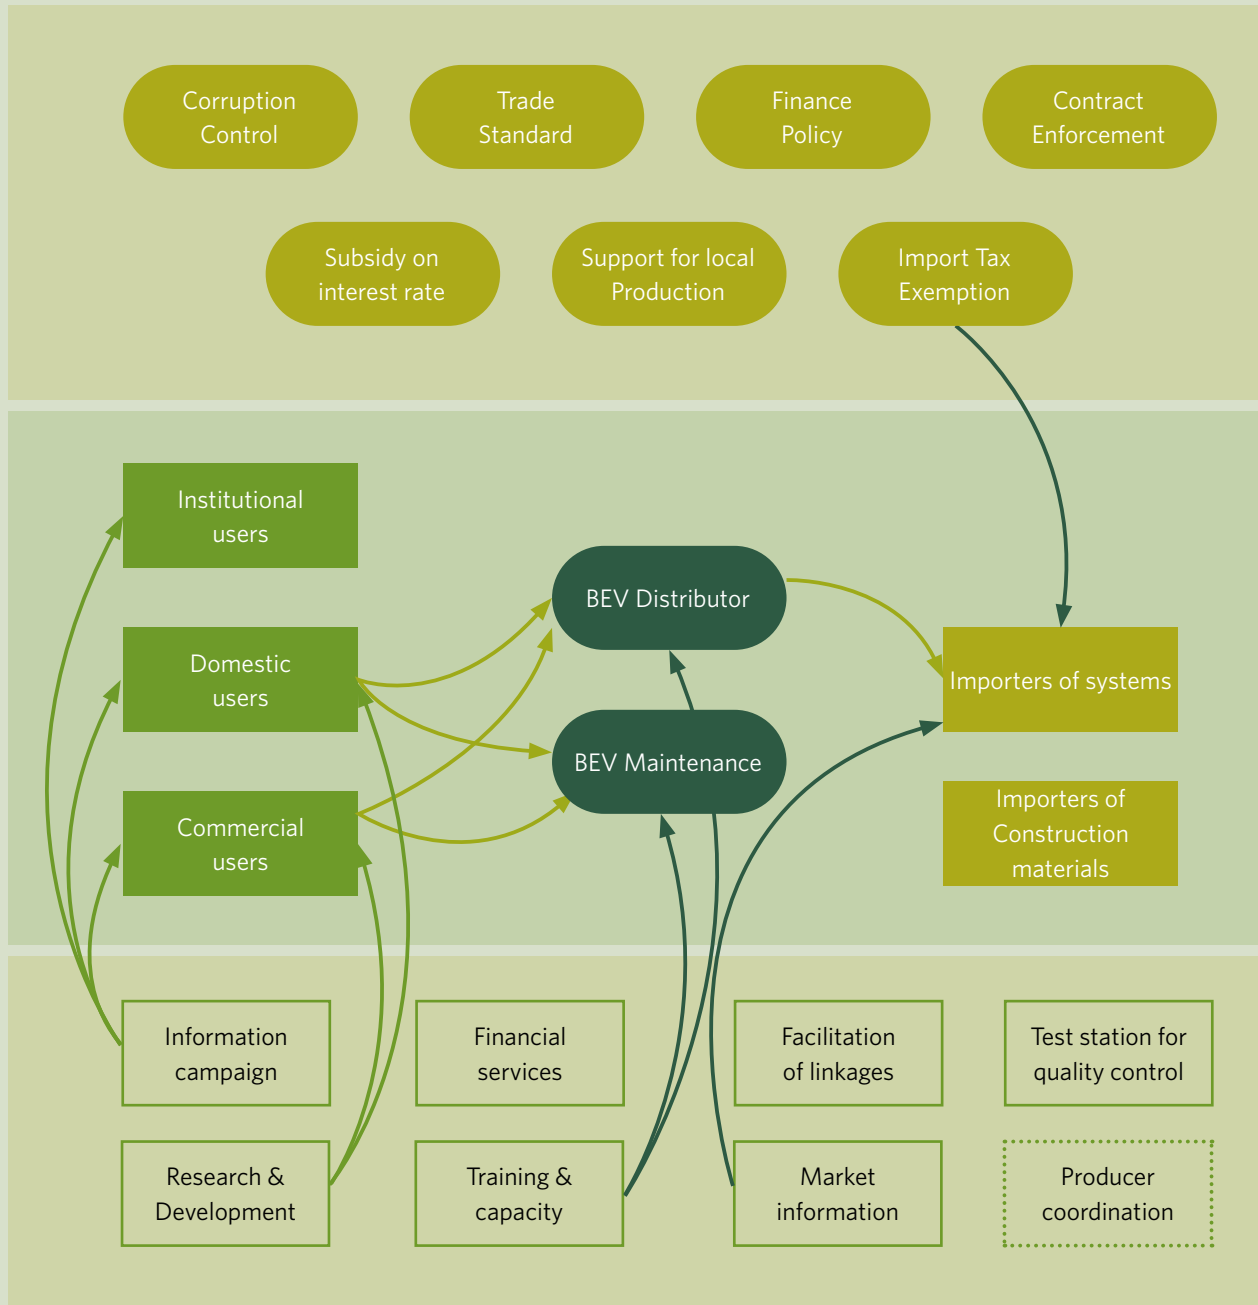 Corruption
Control
Trade
Standard
Finance
Policy
Contract
Enforcement
Subsidy on
interest rate
Support for local
Production
Import Tax
Exemption
Institutional
users
Domestic
users
Commercial
users
BEV Distributor
BEV Maintenance
Importers of systems
Importers of
Construction
materials
Information
campaign
Financial
services
Facilitation
of linkages
Test station for
quality control
Research &
Development
Training &
capacity
Market
information
Producer
coordination